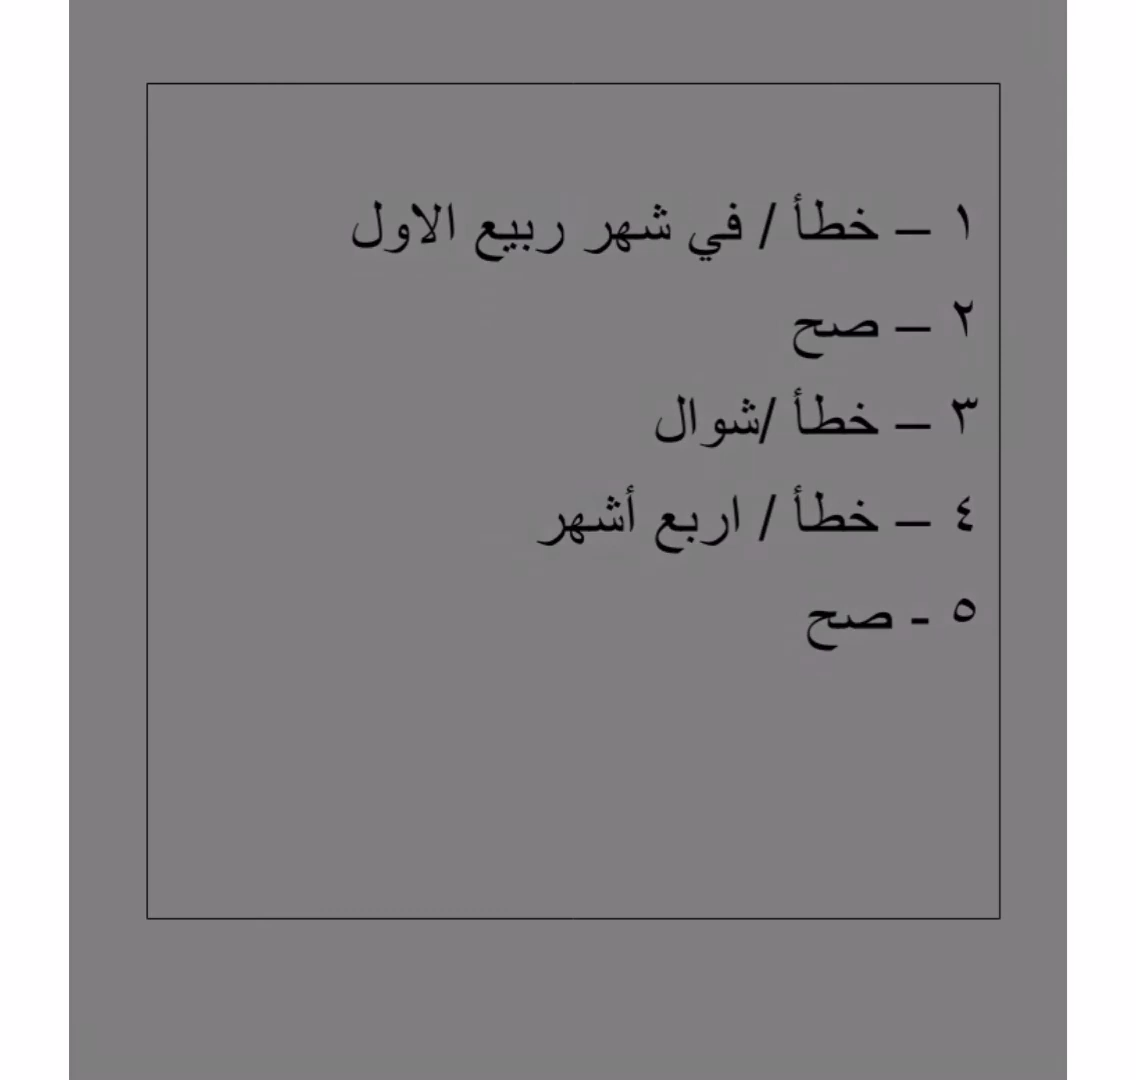 ١ – خطأ / في شهر ربيع الاول
٢ – صح
٣ – خطأ /شوال
٤ – خطأ / اربع أشهر
٥ - صح